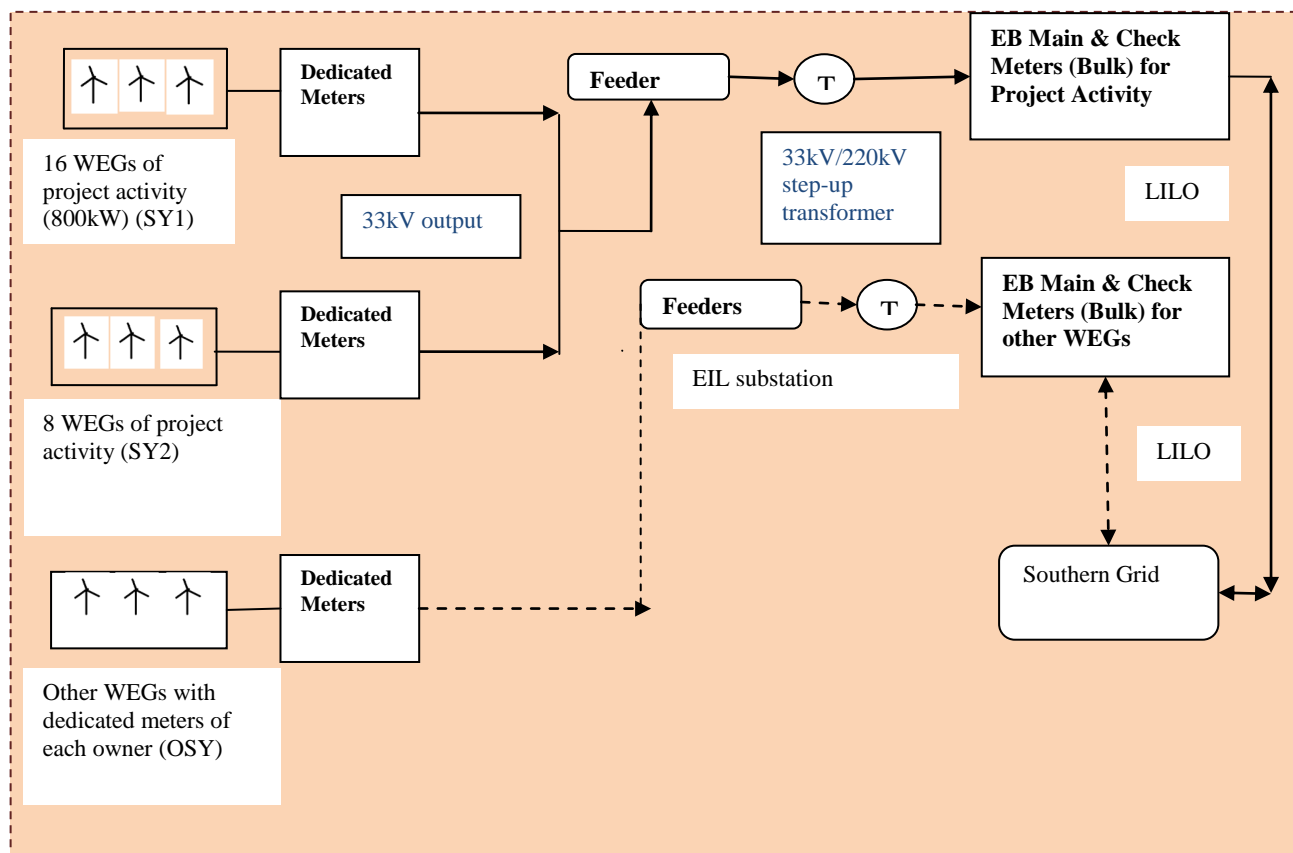 Dedicated
Meters
16 WEGs of
project activity
(800kW) (SY1)
33kV output
Feeder
T
33kV/220kV
step-up
transformer
EB Main & Check
Meters (Bulk) for
Project Activity
LILO
Dedicated
Meters
8 WEGs of project
activity (SY2)
Feeders
T
EIL substation
EB Main & Check
Meters (Bulk) for
other WEGs
LILO
Dedicated
Meters
Other WEGs with
dedicated meters of
each owner (OSY)
Southern Grid